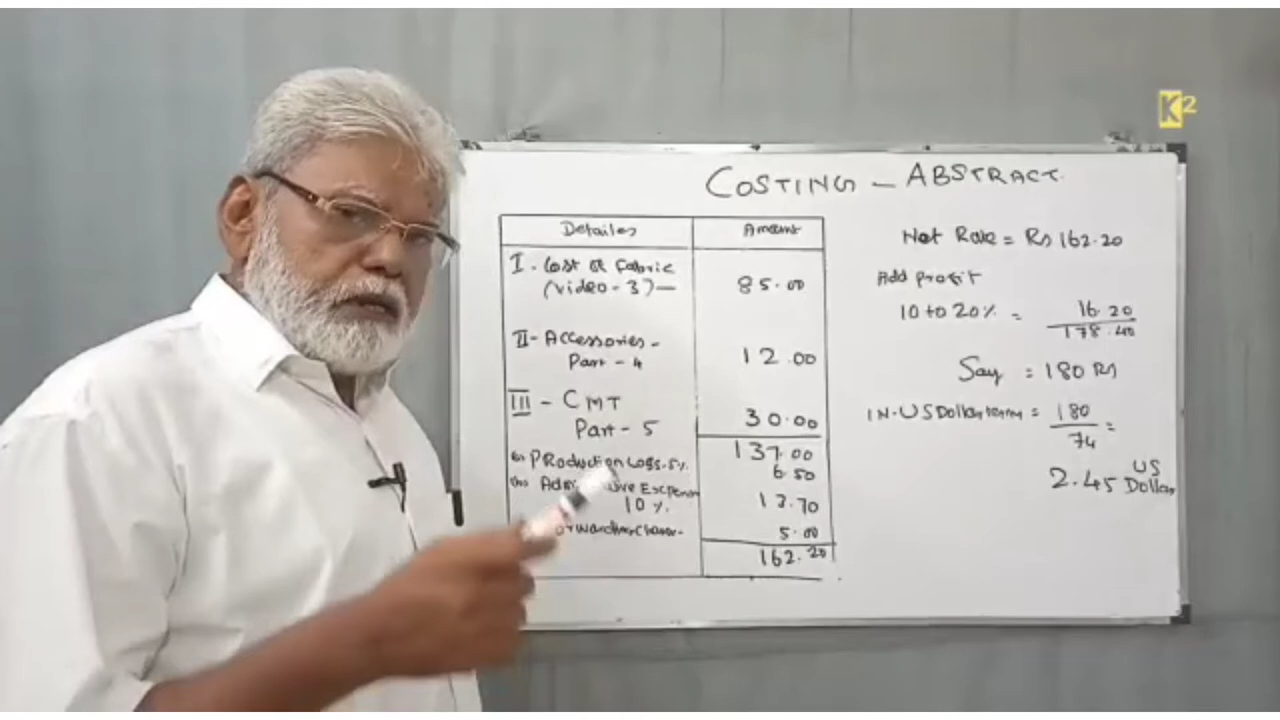 K2
COSTING - ABSTRACT
Detailes Amount
I. Cost of Fabric
(Video-3)— 85.00
II- Accessories-
Part-4 12.00
III - CMT
Part-5 30.00
137.00
PRoduction Loss.5% 6.50
10% 13.70
5.00
162.20
Net Rate = Rs 162.20
Add profit
10 to 20% = 16.20
178.40
Say = 180 Rs
IN-US Dollar term = 180
74 =
2.45 US
Dollar